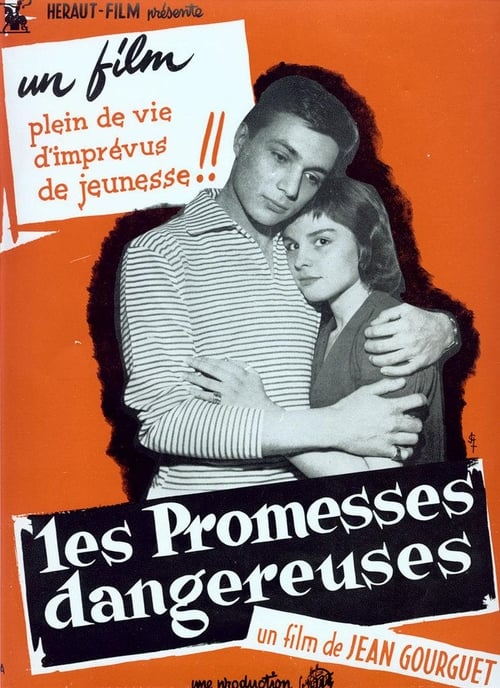 HERAUT-FILM présente
un film
plein de vie
d'imprévus
de jeunesse!!
les Promesses
dangereuses
un film de JEAN GOURGUET
une production